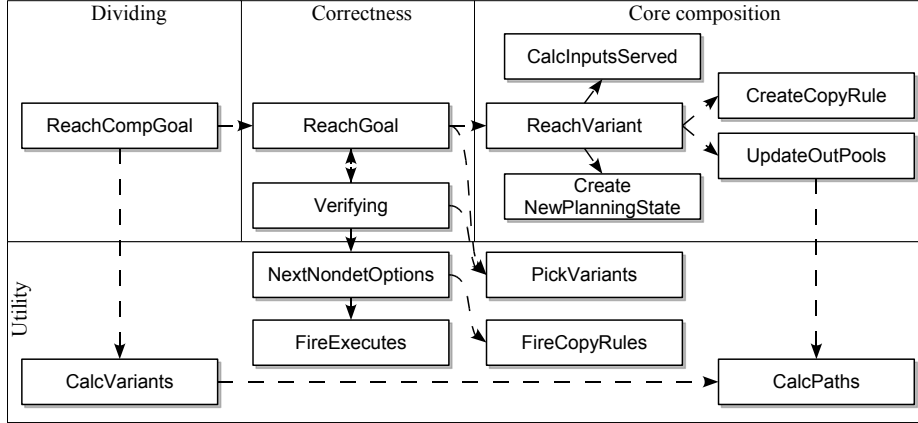 Dividing
Correctness
Core composition
CalcInputsServed
CreateCopyRule
ReachCompGoal
ReachGoal
ReachVariant
UpdateOutPools
Verifying
Create
NewPlanningState
Utility
NextNondetOptions
PickVariants
FireExecutes
FireCopyRules
CalcVariants
CalcPaths